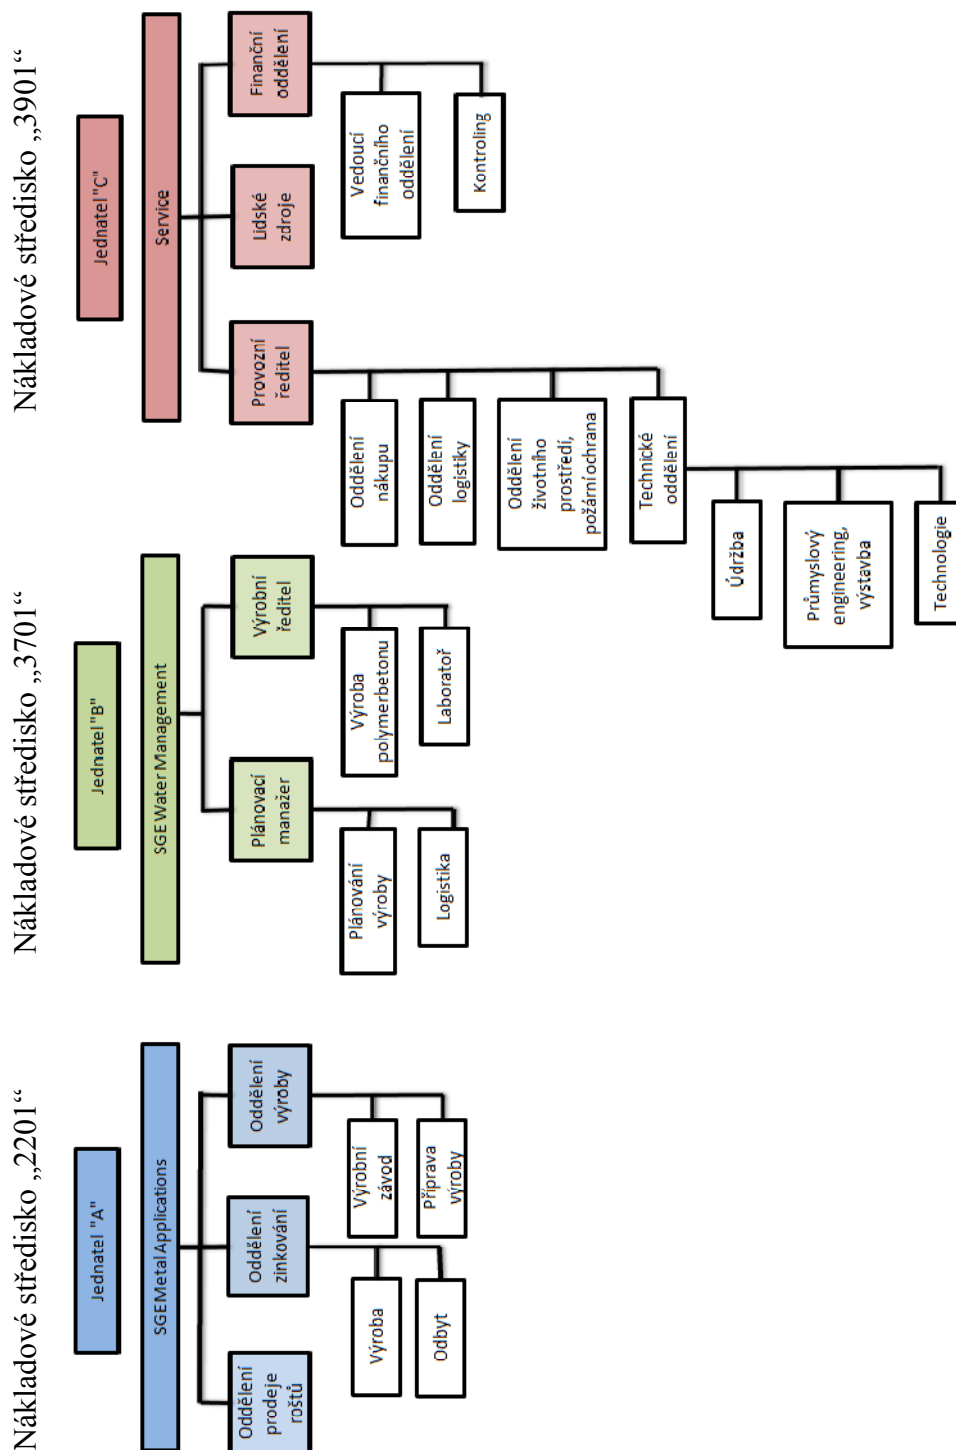 Nákladové středisko „2201“
Jednatel "A"
SGE Metal Applications
Oddělení
prodeje
roštů
Oddělení
zinkování
Výroba
Odbyt
Oddělení
výroby
Výrobní
závod
Příprava
výroby
Nákladové středisko „3701“
Jednatel "B"
SGE Water Management
Plánovací
manažer
Plánování
výroby
Logistika
Výrobní
ředitel
Výroba
polymerbetonu
Laboratoř
Nákladové středisko „3901“
Jednatel "C"
Service
Provozní
ředitel
Oddělení
nákupu
Oddělení
logistiky
Oddělení
životního
prostředí,
požární ochrana
Technické
oddělení
Údržba
Průmyslový
engineering,
výstavba
Technologie
Lidské
zdroje
Finanční
oddělení
Vedoucí
finančního
oddělení
Kontroling